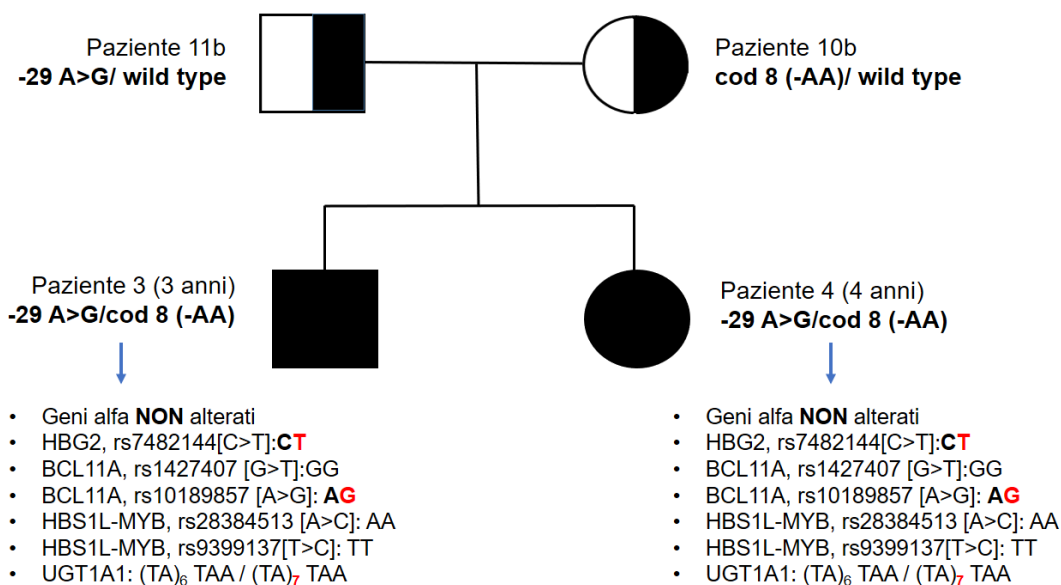 Paziente 11b
-29 A>G/ wild type
Paziente 10b
cod 8 (-AA)/ wild type
Paziente 3 (3 anni)
-29 A>G/cod 8 (-AA)
Paziente 4 (4 anni)
-29 A>G/cod 8 (-AA)
• Geni alfa NON alterati
• HBG2, rs7482144[C>T]:CT
• BCL11A, rs1427407 [G>T]:GG
• BCL11A, rs10189857 [A>G]: AG
• HBS1L-MYB, rs28384513 [A>C]: AA
• HBS1L-MYB, rs9399137[T>C]: TT
• UGT1A1: (TA)₆ TAA / (TA)₇ TAA
• Geni alfa NON alterati
• HBG2, rs7482144[C>T]:CT
• BCL11A, rs1427407 [G>T]:GG
• BCL11A, rs10189857 [A>G]: AG
• HBS1L-MYB, rs28384513 [A>C]: AA
• HBS1L-MYB, rs9399137[T>C]: TT
• UGT1A1: (TA)₆ TAA / (TA)₇ TAA